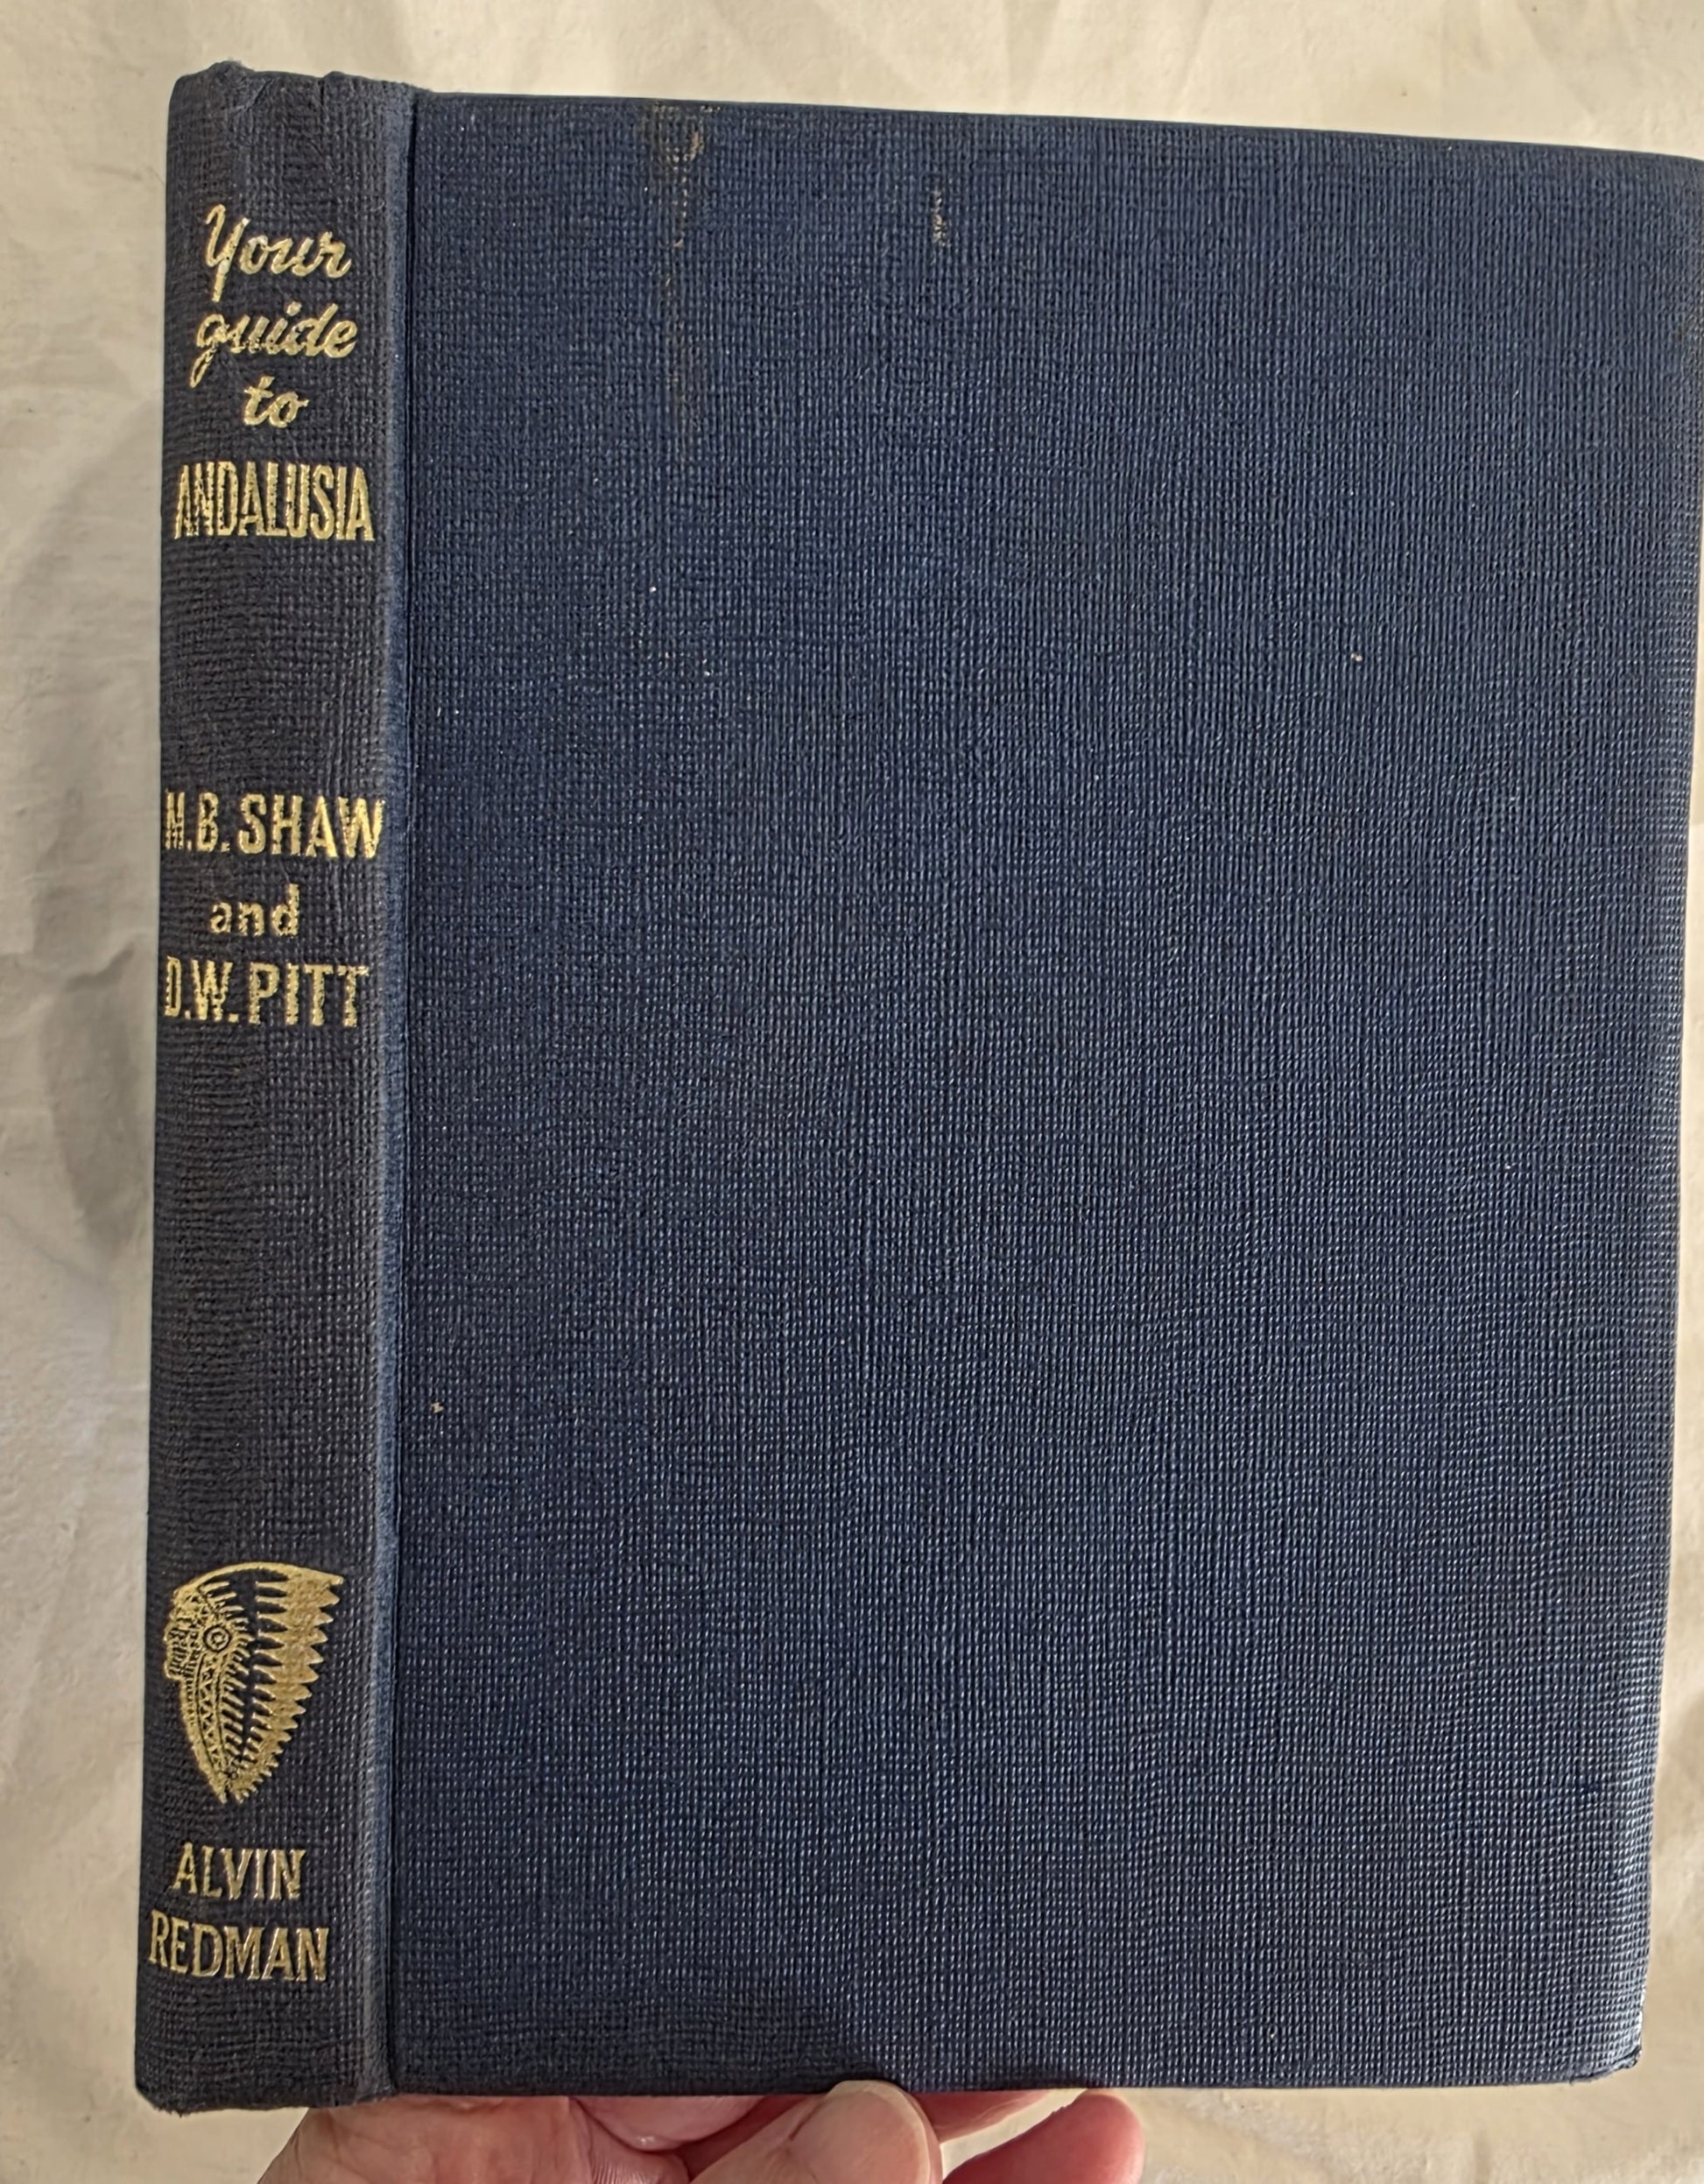 Your
guide
to
ANDALUSIA
M.B. SHAW
and
D.W. PITT
ALVIN
REDMAN